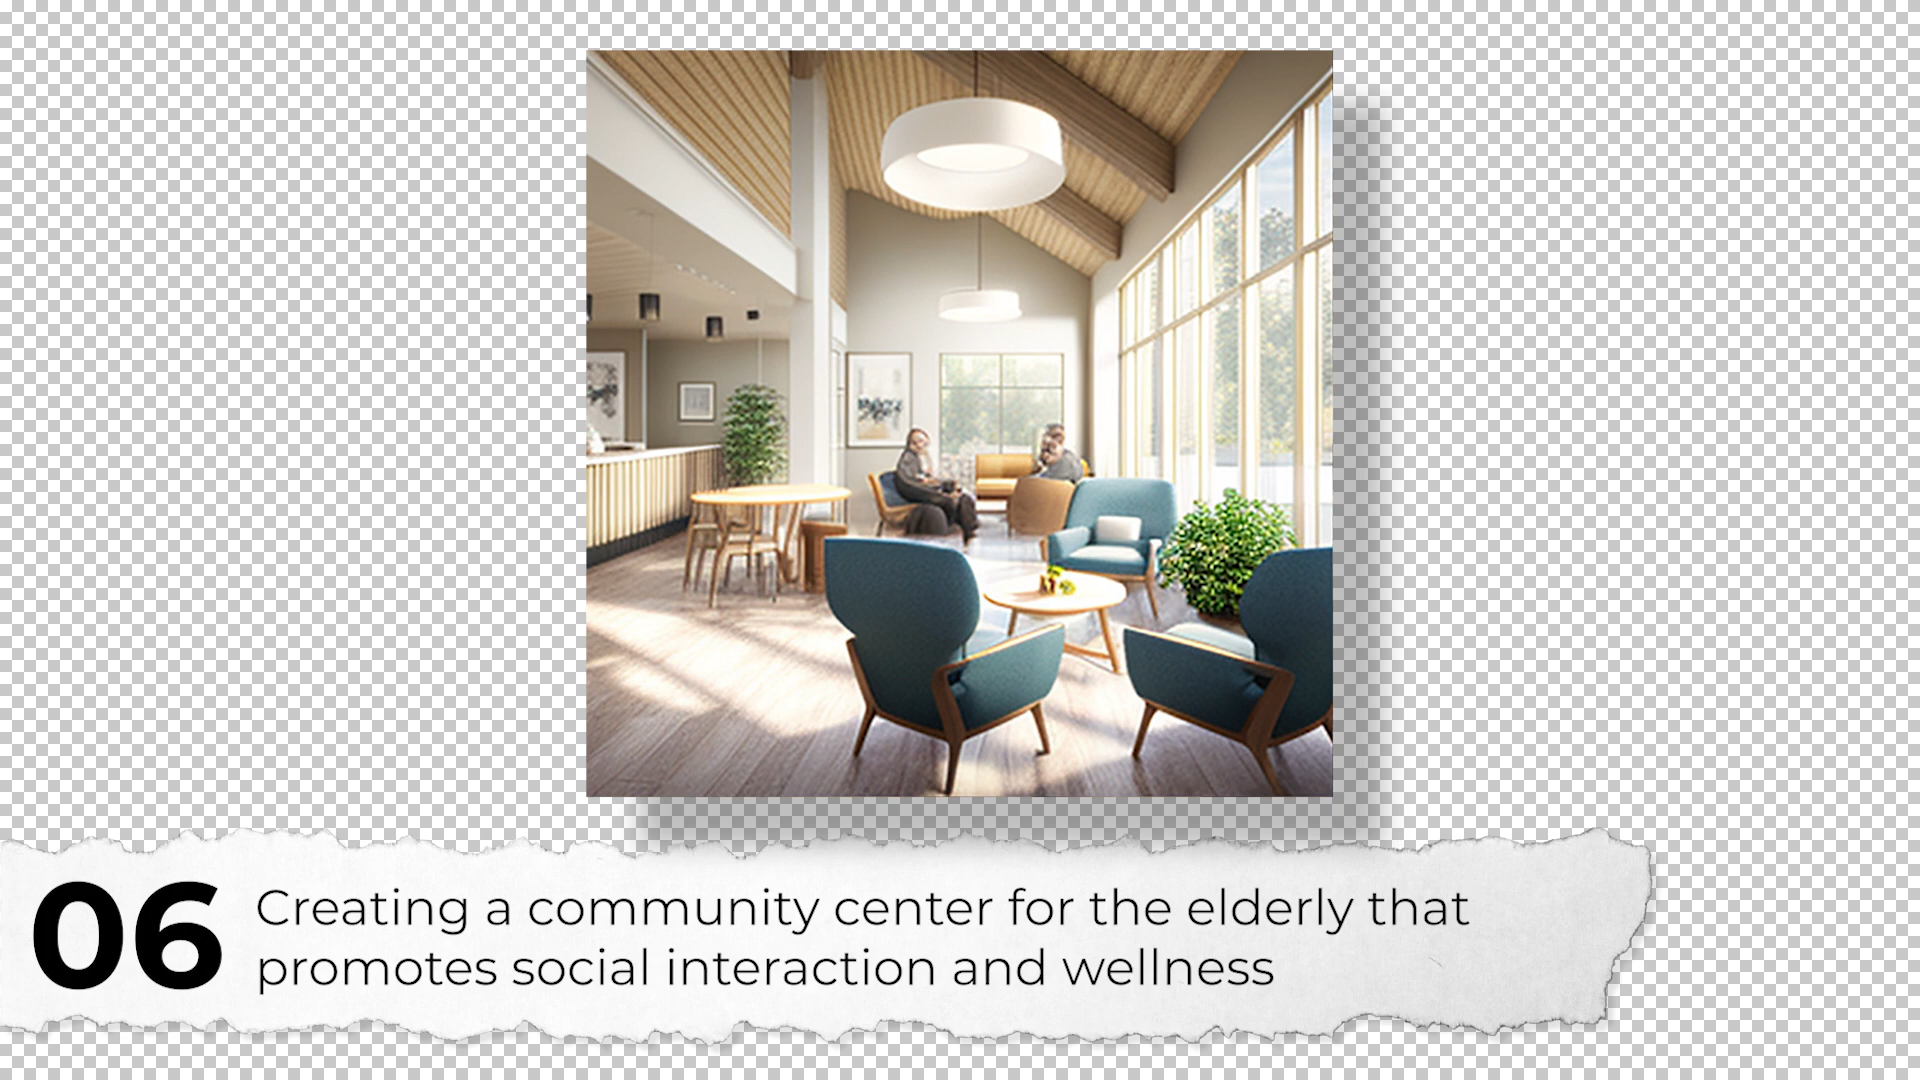 06
Creating a community center for the elderly that
promotes social interaction and wellness